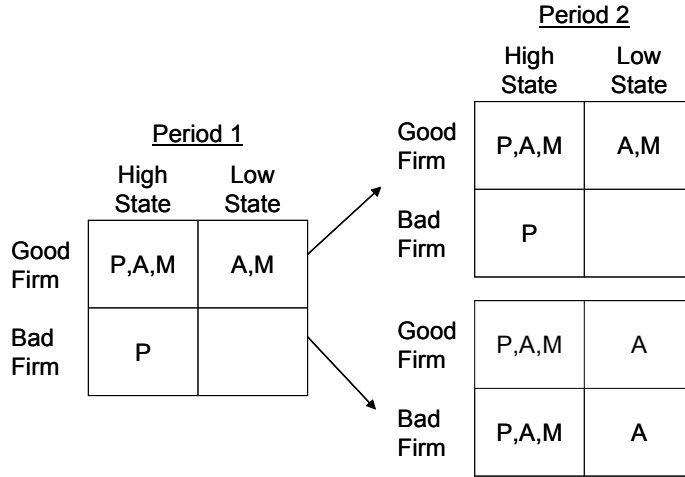 Period 2
High State
Low State
Good Firm
P,A,M
A,M
Bad Firm
P
Period 1
High State
Low State
Good Firm
P,A,M
A,M
Bad Firm
P
Good Firm
P,A,M
A
Bad Firm
P,A,M
A